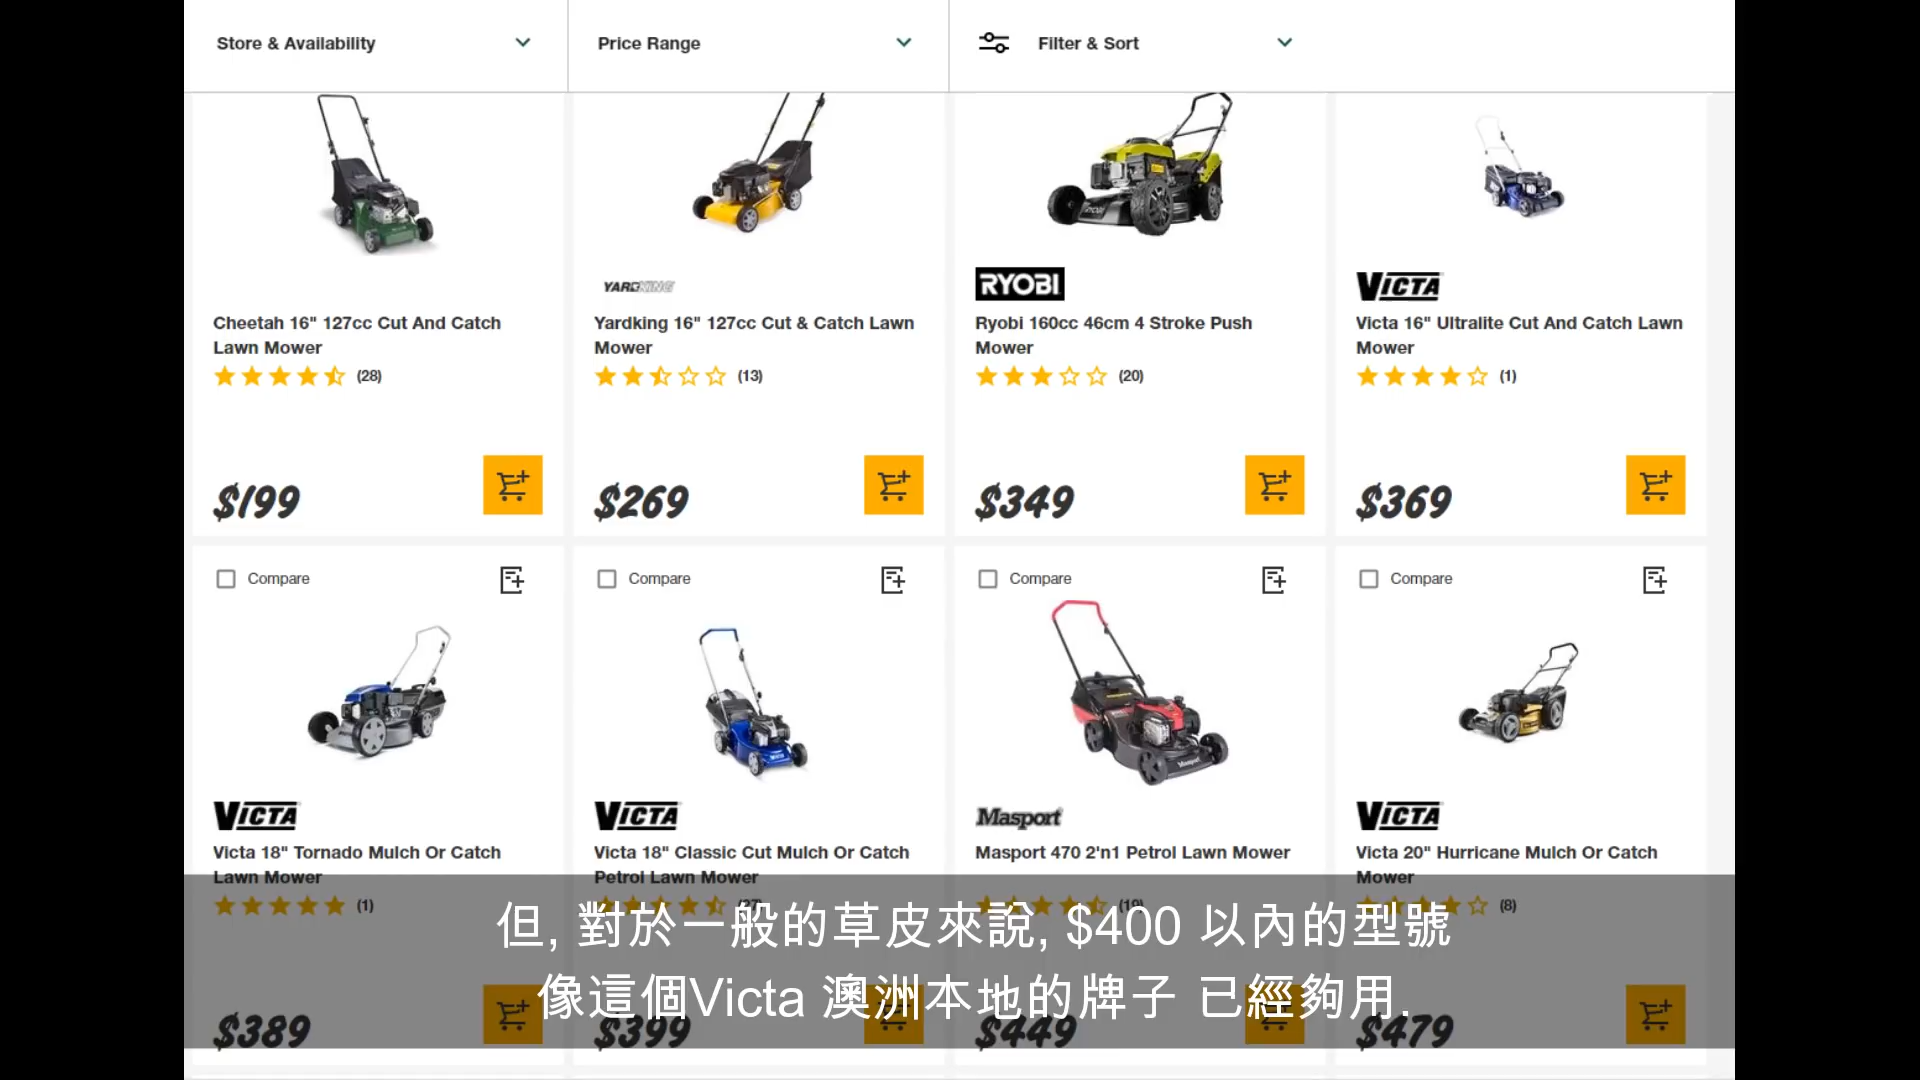 Store & Availability
Price Range
Filter & Sort
YARDKING
RYOBI
VICTA
Cheetah 16" 127cc Cut And Catch
Lawn Mower
Yardking 16" 127cc Cut & Catch Lawn
Mower
Ryobi 160cc 46cm 4 Stroke Push
Mower
Victa 16" Ultralite Cut And Catch Lawn
Mower
(28)
(13)
(20)
(1)
$199
$269
$349
$369
Compare
Compare
Compare
Compare
VICTA
VICTA
Masport
VICTA
Victa 18" Tornado Mulch Or Catch
Lawn Mower
Victa 18" Classic Cut Mulch Or Catch
Petrol Lawn Mower
Masport 470 2'n1 Petrol Lawn Mower
Victa 20" Hurricane Mulch Or Catch
Mower
(1)
(27)
(19)
(8)
但, 對於一般的草皮來說, $400 以內的型號
像這個Victa 澳洲本地的牌子 已經夠用.
$389
$399
$449
$479